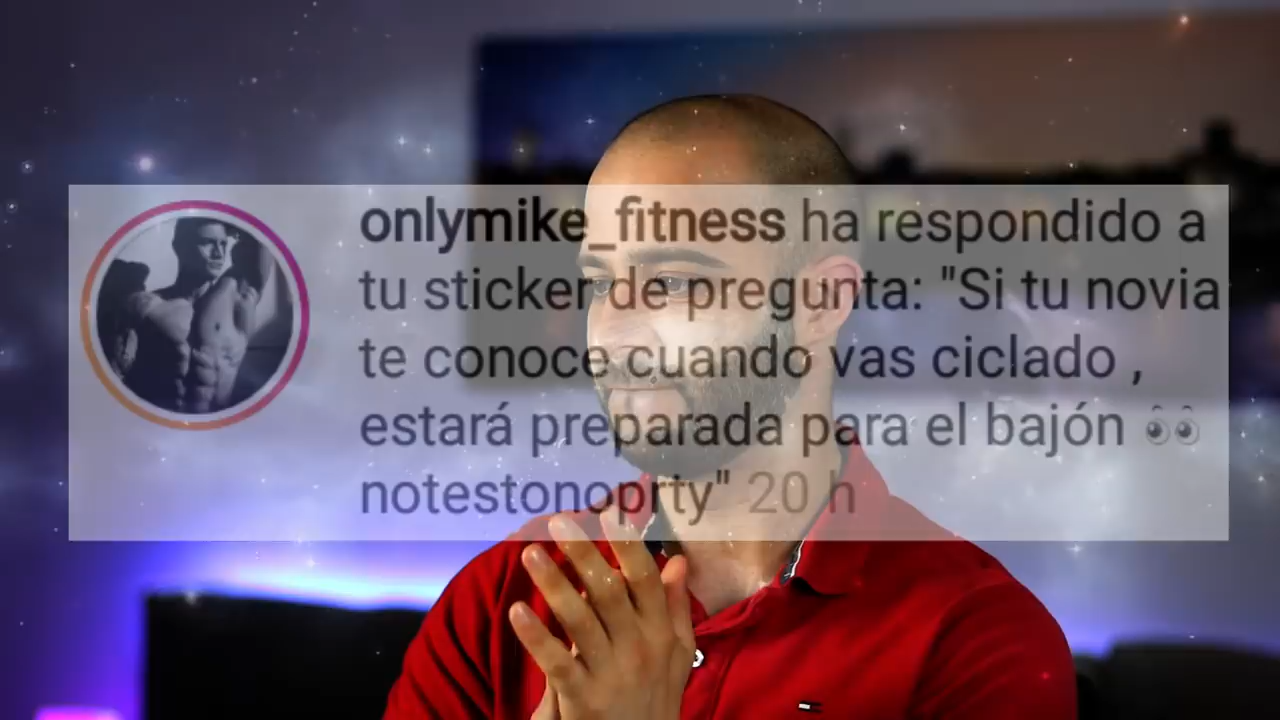 onlymike_fitness ha respondido a
tu sticker de pregunta: "Si tu novia
te conoce cuando vas ciclado ,
estará preparada para el bajón 👀
notestonoprty" 20 h